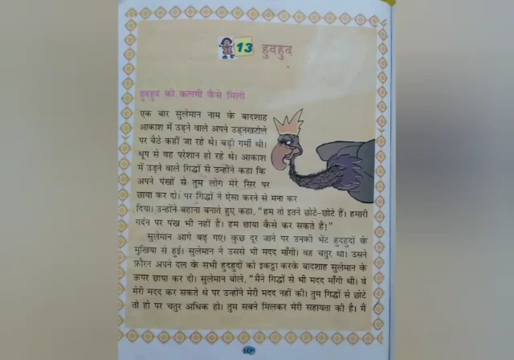 13 हुदहुद
हुदहुद को कलगी कैसे मिली
एक बार सुलेमान नाम के बादशाह
आकाश में उड़ने वाले अपने उड़नखटोले
पर बैठे कहीं जा रहे थे। बड़ी गर्मी थी।
धूप से वह परेशान हो रहे थे। आकाश
में उड़ने वाले गिद्धों से उन्होंने कहा कि
अपने पंखों से तुम लोग मेरे सिर पर
छाया कर दो। पर गिद्धों ने ऐसा करने से मना कर
दिया। उन्होंने बहाना बनाते हुए कहा, "हम तो इतने छोटे-छोटे हैं। हमारी
गर्दन पर पंख भी नहीं हैं। हम छाया कैसे कर सकते हैं।"
सुलेमान आगे बढ़ गए। कुछ दूर जाने पर उनकी भेंट हुदहुदों के
मुखिया से हुई। सुलेमान ने उससे भी मदद माँगी। वह चतुर था। उसने
फ़ौरन अपने दल के सभी हुदहुदों को इकट्ठा करके बादशाह सुलेमान के
ऊपर छाया कर दी। सुलेमान बोले, "मैंने गिद्धों से भी मदद माँगी थी। वे
मेरी मदद कर सकते थे पर उन्होंने मेरी मदद नहीं की। तुम गिद्धों से छोटे
तो हो पर चतुर अधिक हो। तुम सबने मिलकर मेरी सहायता की है। मैं